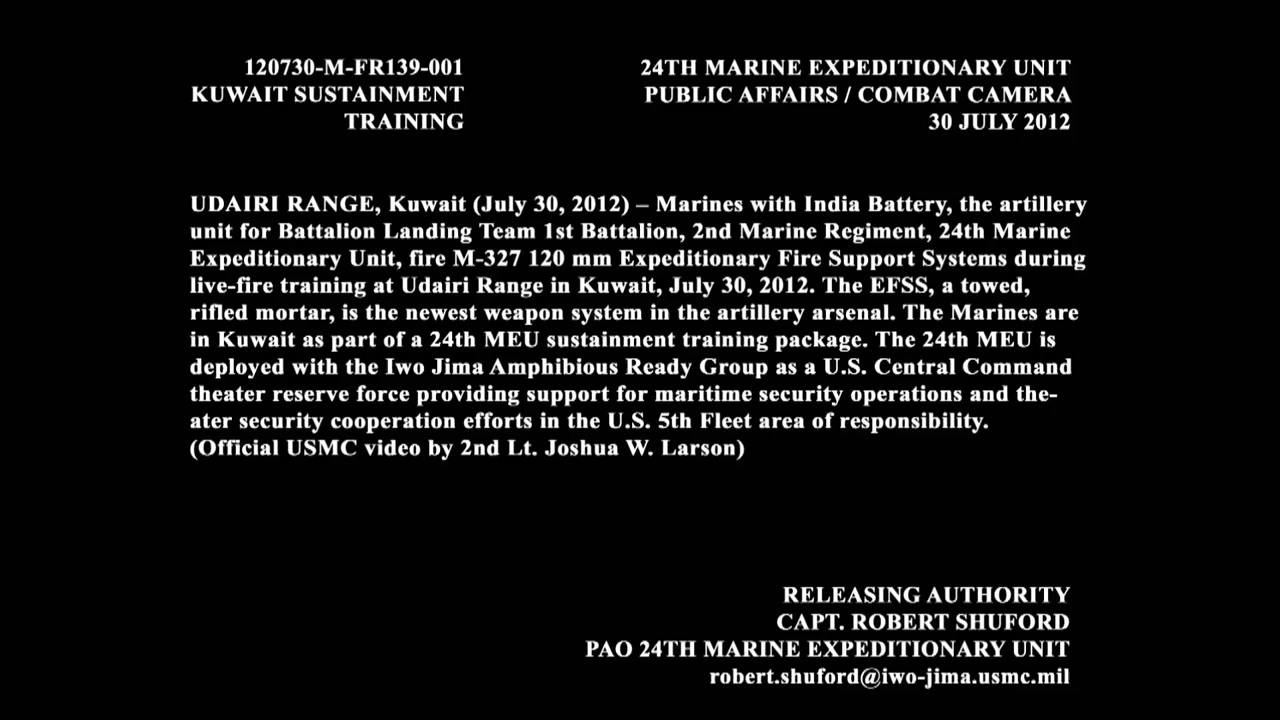 120730-M-FR139-001
KUWAIT SUSTAINMENT
TRAINING
24TH MARINE EXPEDITIONARY UNIT
PUBLIC AFFAIRS / COMBAT CAMERA
30 JULY 2012
UDAIRI RANGE, Kuwait (July 30, 2012) – Marines with India Battery, the artillery
unit for Battalion Landing Team 1st Battalion, 2nd Marine Regiment, 24th Marine
Expeditionary Unit, fire M-327 120 mm Expeditionary Fire Support Systems during
live-fire training at Udairi Range in Kuwait, July 30, 2012. The EFSS, a towed,
rifled mortar, is the newest weapon system in the artillery arsenal. The Marines are
in Kuwait as part of a 24th MEU sustainment training package. The 24th MEU is
deployed with the Iwo Jima Amphibious Ready Group as a U.S. Central Command
theater reserve force providing support for maritime security operations and the-
ater security cooperation efforts in the U.S. 5th Fleet area of responsibility.
(Official USMC video by 2nd Lt. Joshua W. Larson)
RELEASING AUTHORITY
CAPT. ROBERT SHUFORD
PAO 24TH MARINE EXPEDITIONARY UNIT
robert.shuford@iwo-jima.usmc.mil